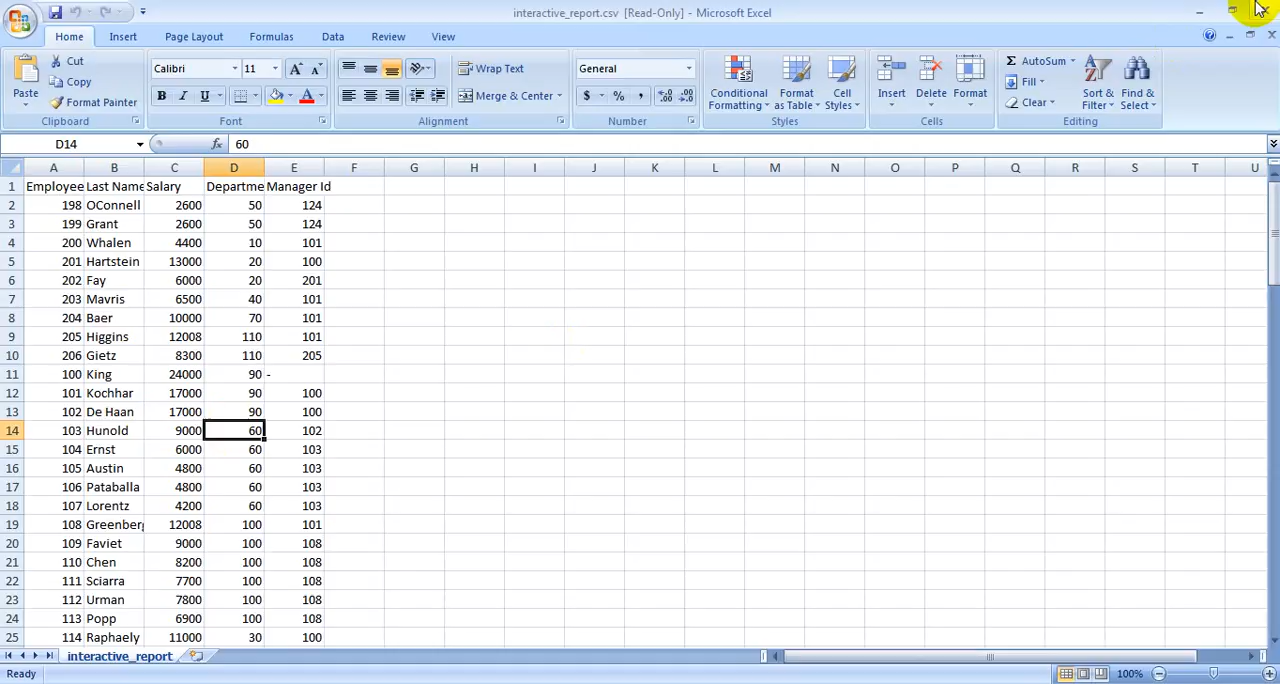 interactive_report.csv [Read-Only] - Microsoft Excel
Home Insert Page Layout Formulas Data Review View
Paste Cut Copy Format Painter Clipboard
Calibri 11 A A B I U A Font
Wrap Text Merge & Center Alignment
General $ % , .0 .00 .00 .0 Number
Conditional Formatting Format as Table Cell Styles Styles
Insert Delete Format Cells
Σ AutoSum Fill Clear Sort & Filter Find & Select Editing
D14 fx 60
A B C D E F G H I J K L M N O P Q R S T U
1 Employee Last Name Salary Departme Manager Id
2 198 OConnell 2600 50 124
3 199 Grant 2600 50 124
4 200 Whalen 4400 10 101
5 201 Hartstein 13000 20 100
6 202 Fay 6000 20 201
7 203 Mavris 6500 40 101
8 204 Baer 10000 70 101
9 205 Higgins 12008 110 101
10 206 Gietz 8300 110 205
11 100 King 24000 90 -
12 101 Kochhar 17000 90 100
13 102 De Haan 17000 90 100
14 103 Hunold 9000 60 102
15 104 Ernst 6000 60 103
16 105 Austin 4800 60 103
17 106 Pataballa 4800 60 103
18 107 Lorentz 4200 60 103
19 108 Greenberg 12008 100 101
20 109 Faviet 9000 100 108
21 110 Chen 8200 100 108
22 111 Sciarra 7700 100 108
23 112 Urman 7800 100 108
24 113 Popp 6900 100 108
25 114 Raphaely 11000 30 100
interactive_report
Ready 100%